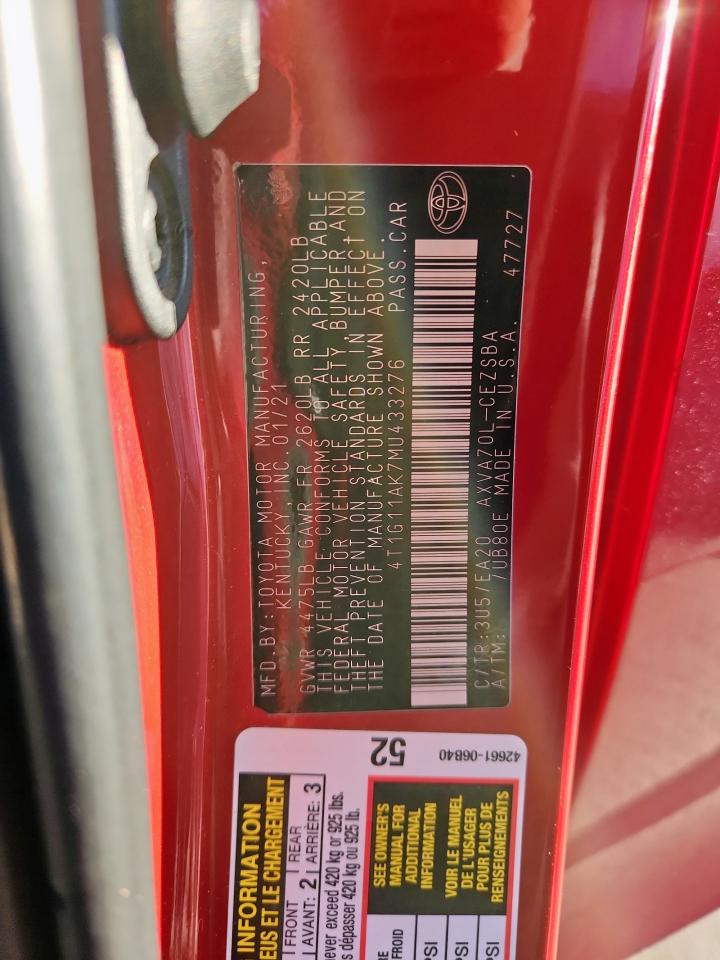 MFD. BY: TOYOTA MOTOR MANUFACTURING,
KENTUCKY, INC. 01/21
GVWR 4475LB GAWR FR 2620LB RR 2420LB
THIS VEHICLE CONFORMS TO ALL APPLICABLE
FEDERAL MOTOR VEHICLE SAFETY, BUMPER, AND
THEFT PREVENTION STANDARDS IN EFFECT ON
THE DATE OF MANUFACTURE SHOWN ABOVE.
4T1G11AK7MU433276 PASS.CAR
C/TR:3U5/EA20 AXVA70L-CEZSBA
A/TM: 7UB80E MADE IN U.S.A. 47727
52
42661-06B40
INFORMATION
EUS ET LE CHARGEMENT
FRONT | REAR
AVANT: 2 | ARRIÈRE: 3
never exceed 420 kg or 925 lbs.
s dépasser 420 kg ou 925 lb.
SEE OWNER'S
MANUAL FOR
ADDITIONAL
INFORMATION
VOIR LE MANUEL
DE L'USAGER
POUR PLUS DE
RENSEIGNEMENTS
RE
FROID
PSI
PSI
PSI